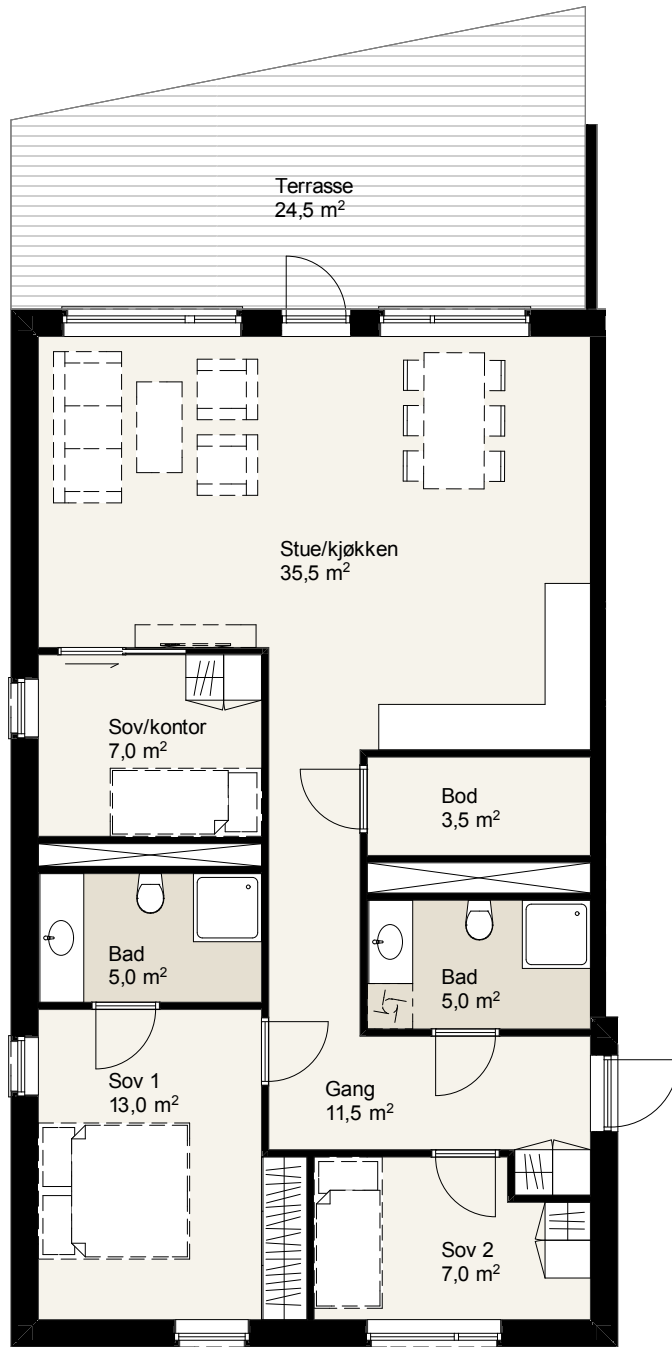 Terrasse
24,5 m²
Stue/kjøkken
35,5 m²
Sov/kontor
7,0 m²
Bod
3,5 m²
Bad
5,0 m²
Bad
5,0 m²
Sov 1
13,0 m²
Gang
11,5 m²
Sov 2
7,0 m²